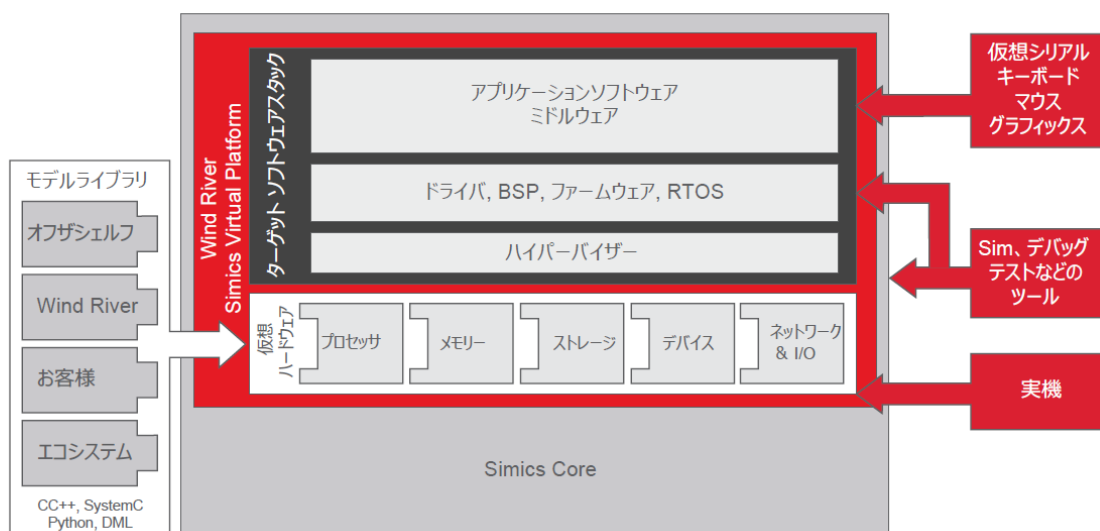 モデルライブラリ
オフザシェルフ
Wind River
お客様
エコシステム
CC++, SystemC
Python, DML
Wind River
Simics Virtual Platform
ターゲット ソフトウェアスタック
アプリケーションソフトウェア
ミドルウェア
ドライバ, BSP, ファームウェア, RTOS
ハイパーバイザー
仮想
ハードウェア
プロセッサ
メモリー
ストレージ
デバイス
ネットワーク
& I/O
Simics Core
仮想シリアル
キーボード
マウス
グラフィックス
Sim、デバッグ
テストなどの
ツール
実機